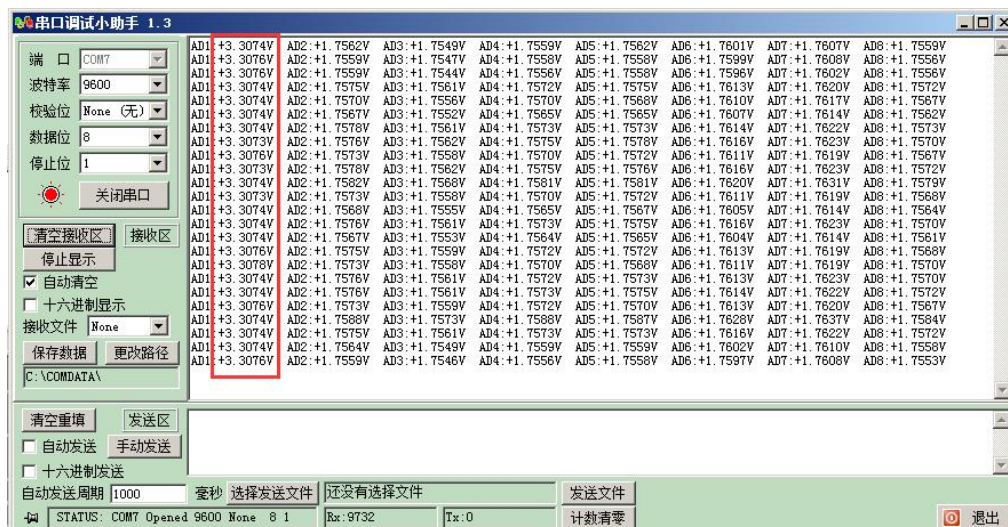 串口调试小助手 1.3
端 口 COM7
波特率 9600
校验位 None (无)
数据位 8
停止位 1
关闭串口
清空接收区 接收区
停止显示
自动清空
十六进制显示
接收文件 None
保存数据 更改路径
C:\COMDATA\
AD1:+3.3074V AD2:+1.7562V AD3:+1.7549V AD4:+1.7559V AD5:+1.7562V AD6:+1.7601V AD7:+1.7607V AD8:+1.7559V
AD1:+3.3076V AD2:+1.7559V AD3:+1.7547V AD4:+1.7558V AD5:+1.7558V AD6:+1.7599V AD7:+1.7608V AD8:+1.7556V
AD1:+3.3076V AD2:+1.7559V AD3:+1.7544V AD4:+1.7556V AD5:+1.7558V AD6:+1.7596V AD7:+1.7602V AD8:+1.7556V
AD1:+3.3074V AD2:+1.7575V AD3:+1.7561V AD4:+1.7572V AD5:+1.7575V AD6:+1.7613V AD7:+1.7620V AD8:+1.7572V
AD1:+3.3074V AD2:+1.7570V AD3:+1.7556V AD4:+1.7570V AD5:+1.7568V AD6:+1.7610V AD7:+1.7617V AD8:+1.7567V
AD1:+3.3074V AD2:+1.7567V AD3:+1.7552V AD4:+1.7565V AD5:+1.7565V AD6:+1.7607V AD7:+1.7614V AD8:+1.7562V
AD1:+3.3074V AD2:+1.7578V AD3:+1.7561V AD4:+1.7573V AD5:+1.7573V AD6:+1.7614V AD7:+1.7622V AD8:+1.7573V
AD1:+3.3073V AD2:+1.7576V AD3:+1.7562V AD4:+1.7575V AD5:+1.7578V AD6:+1.7616V AD7:+1.7623V AD8:+1.7570V
AD1:+3.3076V AD2:+1.7573V AD3:+1.7558V AD4:+1.7570V AD5:+1.7572V AD6:+1.7611V AD7:+1.7619V AD8:+1.7567V
AD1:+3.3073V AD2:+1.7578V AD3:+1.7562V AD4:+1.7575V AD5:+1.7576V AD6:+1.7616V AD7:+1.7623V AD8:+1.7572V
AD1:+3.3074V AD2:+1.7582V AD3:+1.7568V AD4:+1.7581V AD5:+1.7581V AD6:+1.7620V AD7:+1.7631V AD8:+1.7579V
AD1:+3.3073V AD2:+1.7573V AD3:+1.7558V AD4:+1.7570V AD5:+1.7572V AD6:+1.7611V AD7:+1.7619V AD8:+1.7568V
AD1:+3.3074V AD2:+1.7568V AD3:+1.7555V AD4:+1.7565V AD5:+1.7567V AD6:+1.7605V AD7:+1.7614V AD8:+1.7564V
AD1:+3.3074V AD2:+1.7576V AD3:+1.7561V AD4:+1.7573V AD5:+1.7575V AD6:+1.7616V AD7:+1.7623V AD8:+1.7570V
AD1:+3.3074V AD2:+1.7567V AD3:+1.7553V AD4:+1.7564V AD5:+1.7565V AD6:+1.7604V AD7:+1.7614V AD8:+1.7561V
AD1:+3.3076V AD2:+1.7575V AD3:+1.7559V AD4:+1.7572V AD5:+1.7572V AD6:+1.7613V AD7:+1.7619V AD8:+1.7568V
AD1:+3.3078V AD2:+1.7573V AD3:+1.7558V AD4:+1.7570V AD5:+1.7568V AD6:+1.7611V AD7:+1.7619V AD8:+1.7570V
AD1:+3.3074V AD2:+1.7576V AD3:+1.7561V AD4:+1.7572V AD5:+1.7573V AD6:+1.7613V AD7:+1.7623V AD8:+1.7570V
AD1:+3.3074V AD2:+1.7576V AD3:+1.7561V AD4:+1.7573V AD5:+1.7575V AD6:+1.7614V AD7:+1.7622V AD8:+1.7572V
AD1:+3.3076V AD2:+1.7573V AD3:+1.7559V AD4:+1.7572V AD5:+1.7570V AD6:+1.7613V AD7:+1.7620V AD8:+1.7567V
AD1:+3.3074V AD2:+1.7588V AD3:+1.7573V AD4:+1.7588V AD5:+1.7587V AD6:+1.7628V AD7:+1.7637V AD8:+1.7584V
AD1:+3.3074V AD2:+1.7575V AD3:+1.7561V AD4:+1.7573V AD5:+1.7573V AD6:+1.7616V AD7:+1.7622V AD8:+1.7572V
AD1:+3.3074V AD2:+1.7564V AD3:+1.7549V AD4:+1.7559V AD5:+1.7559V AD6:+1.7602V AD7:+1.7610V AD8:+1.7558V
AD1:+3.3076V AD2:+1.7559V AD3:+1.7546V AD4:+1.7556V AD5:+1.7558V AD6:+1.7597V AD7:+1.7608V AD8:+1.7553V
清空重填 发送区
自动发送 手动发送
十六进制发送
自动发送周期 1000 毫秒 选择发送文件 还没有选择文件 发送文件
STATUS: COM7 Opened 9600 None 8 1 Rx:9732 Tx:0 计数清零 退出